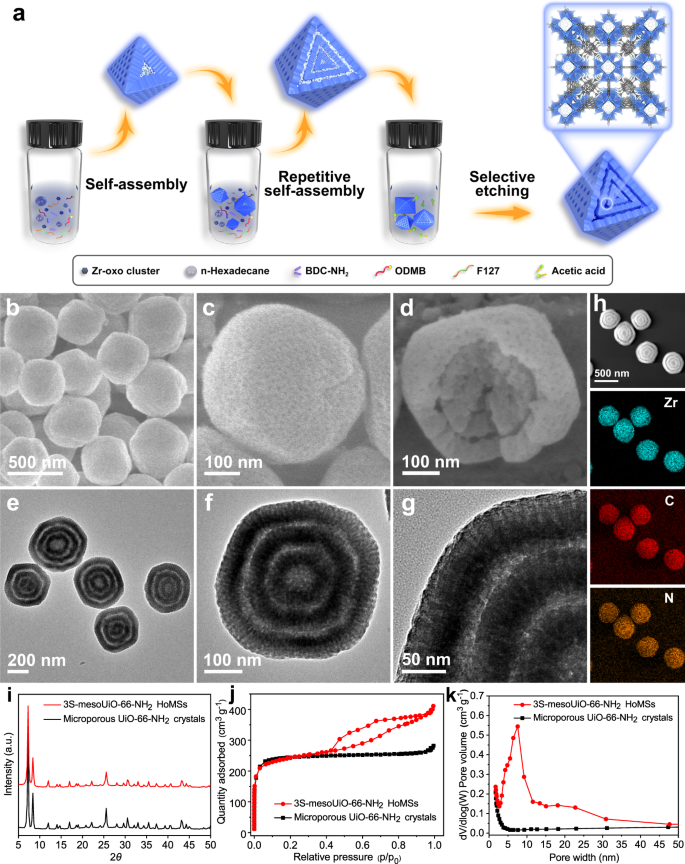 a
Self-assembly
Repetitive
self-assembly
Selective
etching
Zr-oxo cluster
n-Hexadecane
BDC-NH₂
ODMB
F127
Acetic acid
b
500 nm
c
100 nm
d
100 nm
h
500 nm
Zr
C
N
e
200 nm
f
100 nm
g
50 nm
i
3S-mesoUiO-66-NH₂ HoMSs
Microporous UiO-66-NH₂ crystals
Intensity (a.u.)
5 10 15 20 25 30 35 40 45 50
2θ
j
400
300
200
100
0
Quantity adsorbed (cm³ g⁻¹)
3S-mesoUiO-66-NH₂ HoMSs
Microporous UiO-66-NH₂ crystals
0.0 0.2 0.4 0.6 0.8 1.0
Relative pressure (p/p₀)
k
0.7
0.6
0.5
0.4
0.3
0.2
0.1
0.0
dV/dlog(W) Pore volume (cm³ g⁻¹)
3S-mesoUiO-66-NH₂ HoMSs
Microporous UiO-66-NH₂ crystals
0 10 20 30 40 50
Pore width (nm)